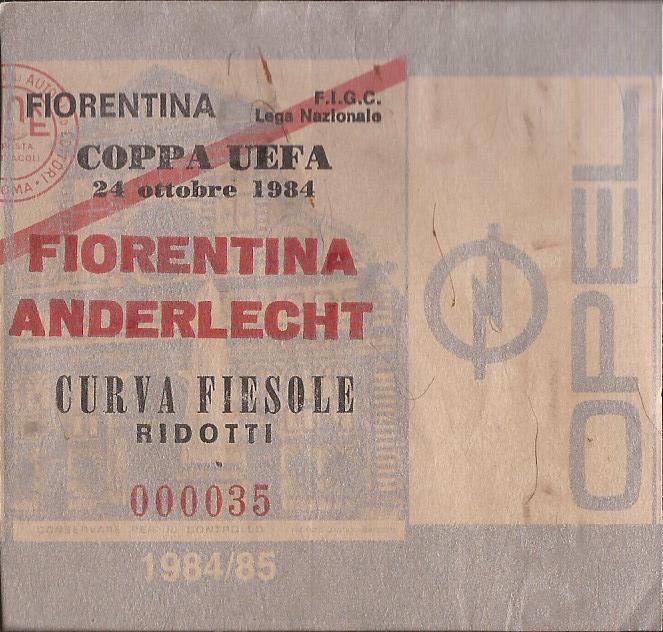 FIORENTINA
F.I.G.C.
Lega Nazionale
COPPA UEFA
24 ottobre 1984
FIORENTINA
ANDERLECHT
CURVA FIESOLE
RIDOTTI
000035
CONSERVARE PER IL CONTROLLO
1984/85
OPEL